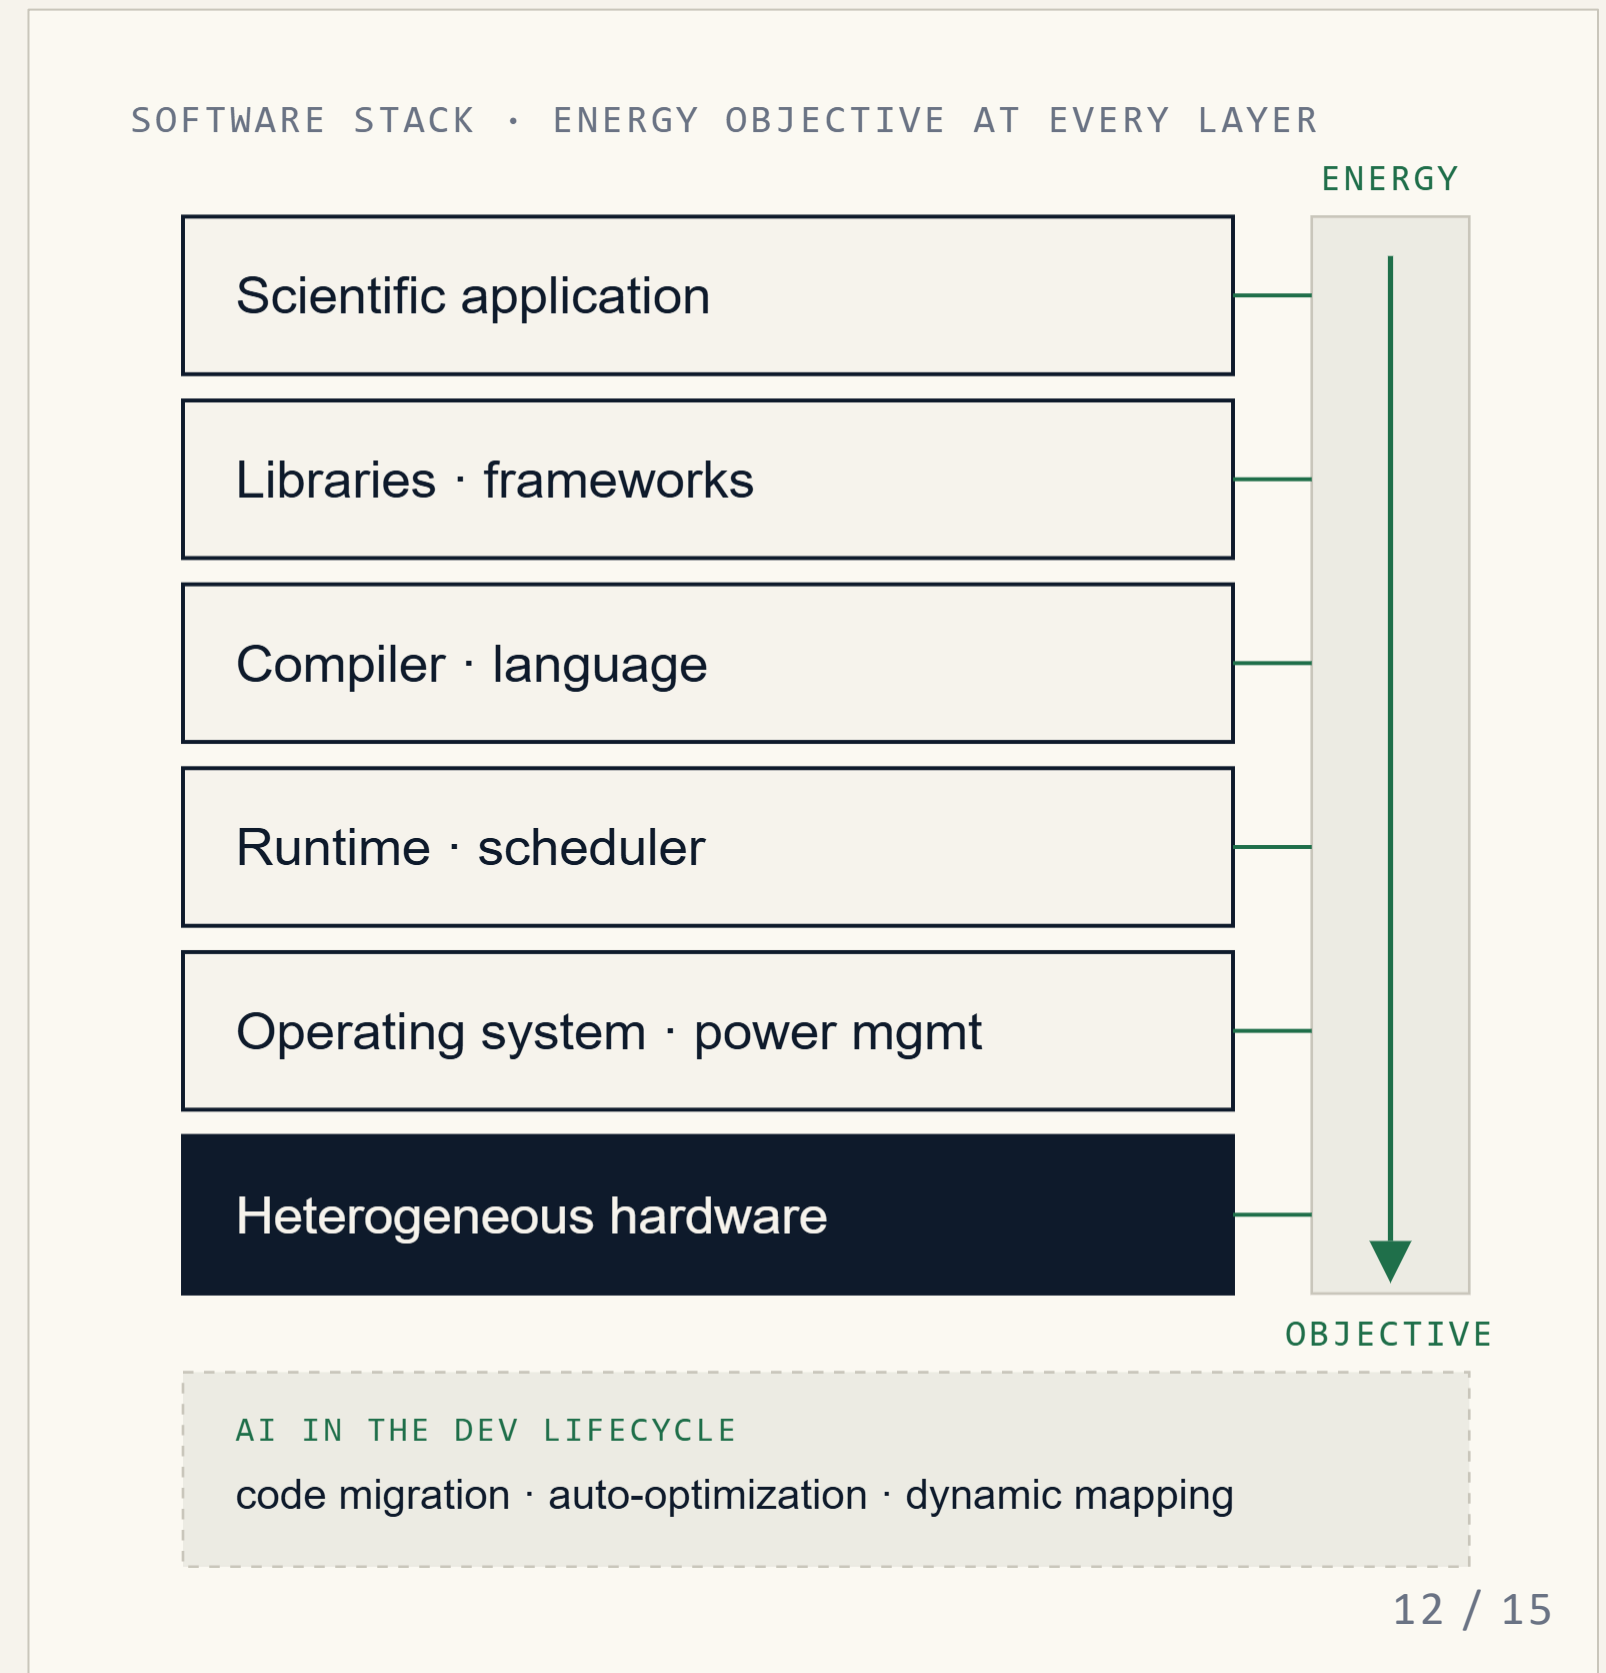 SOFTWARE STACK · ENERGY OBJECTIVE AT EVERY LAYER
ENERGY
Scientific application
Libraries · frameworks
Compiler · language
Runtime · scheduler
Operating system · power mgmt
Heterogeneous hardware
OBJECTIVE
AI IN THE DEV LIFECYCLE
code migration · auto-optimization · dynamic mapping
12 / 15